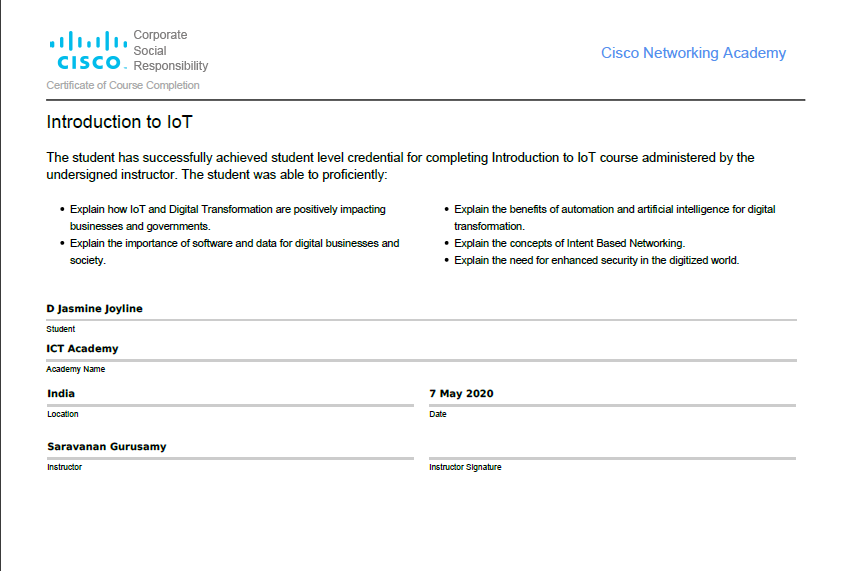 Corporate
Social
CISCO Responsibility
Cisco Networking Academy
Certificate of Course Completion
Introduction to IoT
The student has successfully achieved student level credential for completing Introduction to IoT course administered by the
undersigned instructor. The student was able to proficiently:
• Explain how IoT and Digital Transformation are positively impacting
businesses and governments.
• Explain the importance of software and data for digital businesses and
society.
• Explain the benefits of automation and artificial intelligence for digital
transformation.
• Explain the concepts of Intent Based Networking.
• Explain the need for enhanced security in the digitized world.
D Jasmine Joyline
Student
ICT Academy
Academy Name
India
Location
7 May 2020
Date
Saravanan Gurusamy
Instructor
Instructor Signature